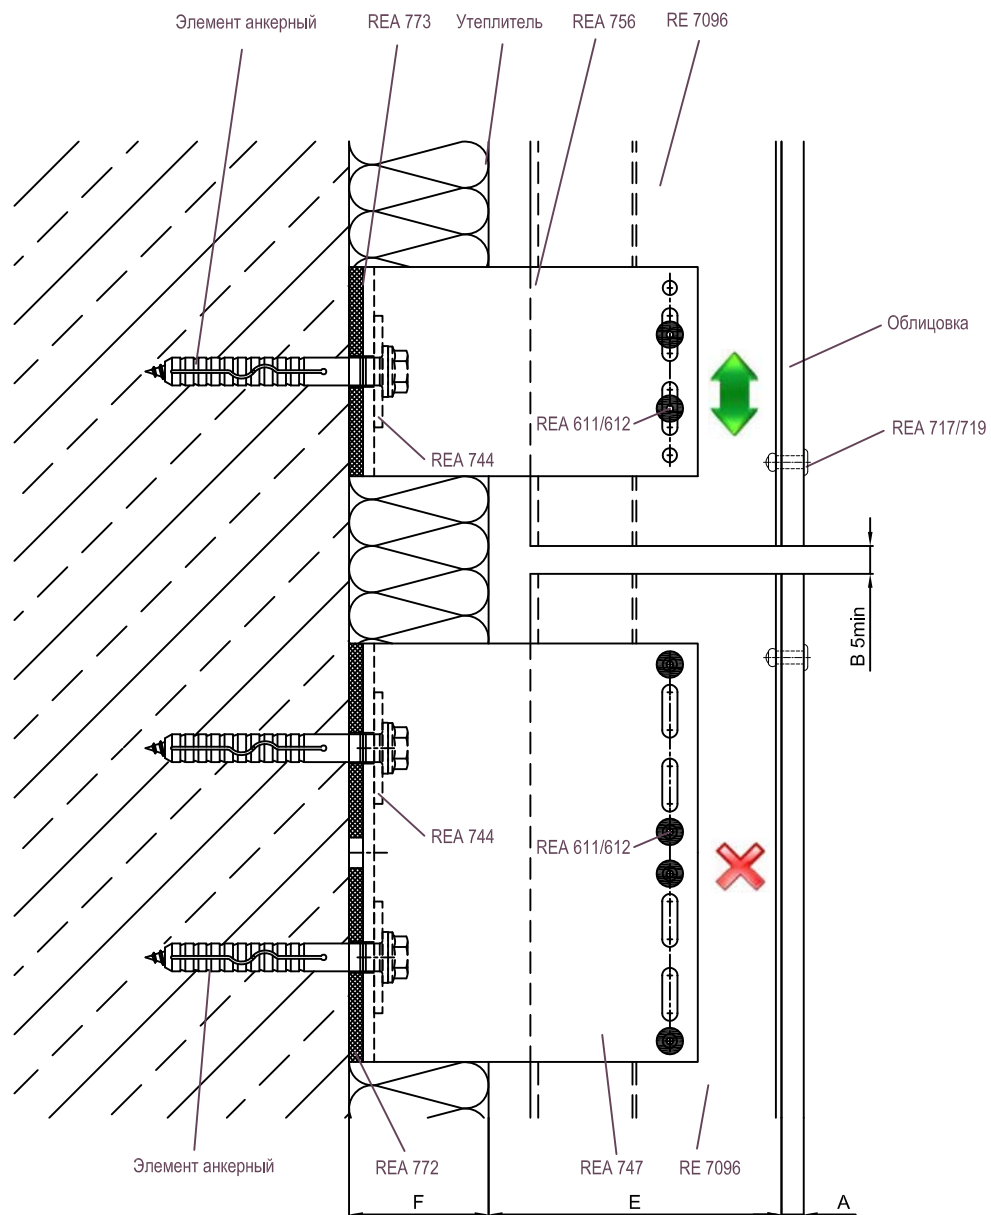 Элемент анкерный
REA 773
Утеплитель
REA 756
RE 7096
Облицовка
REA 611/612
REA 717/719
REA 744
B 5min
REA 744
REA 611/612
Элемент анкерный
REA 772
REA 747
RE 7096
F
E
A